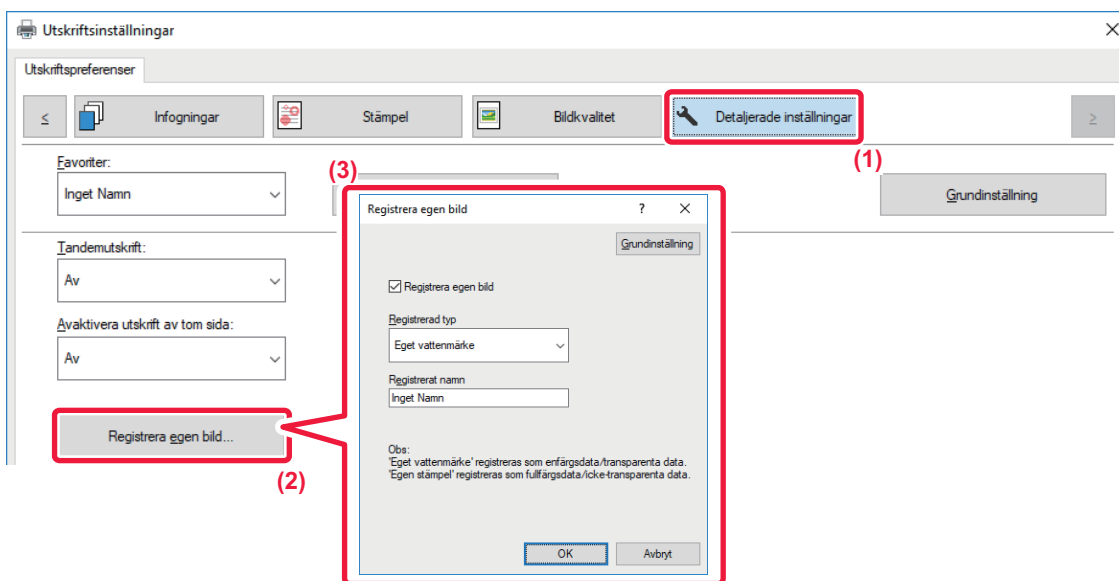 Utskriftsinställningar
Utskriftspreferenser
< Infogningar Stämpel Bildkvalitet Detaljerade inställningar >
(1)
Favoriter:
Inget Namn
Grundinställning
Tandemutskrift:
Av
Avaktivera utskrift av tom sida:
Av
Registrera egen bild...
(2)
(3)
Registrera egen bild ?
Grundinställning
Registrera egen bild
Registrerad typ
Eget vattenmärke
Registrerat namn
Inget Namn
Obs:
'Eget vattenmärke' registreras som enfärgsdata/transparenta data.
'Egen stämpel' registreras som fullfärgsdata/icke-transparenta data.
OK Avbryt